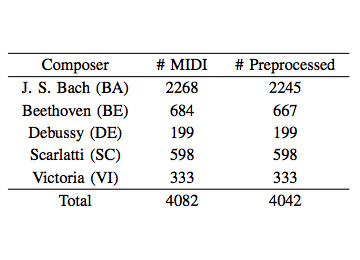 Composer # MIDI # Preprocessed
J. S. Bach (BA) 2268 2245
Beethoven (BE) 684 667
Debussy (DE) 199 199
Scarlatti (SC) 598 598
Victoria (VI) 333 333
Total 4082 4042